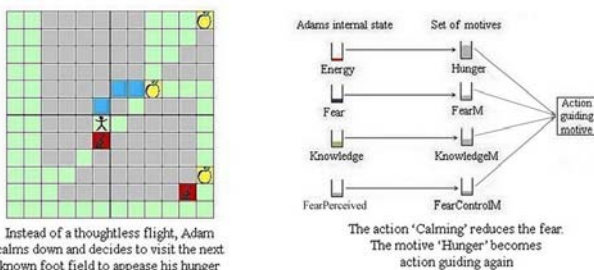 Adams internal state Set of motives
Energy Hunger
Fear FearM
Action
guiding
motive
Knowledge KnowledgeM
FearPerceived FearControlM
Instead of a thoughtless flight, Adam
calms down and decides to visit the next
known foot field to appease his hunger
The action ‘Calming’ reduces the fear.
The motive ‘Hunger’ becomes
action guiding again